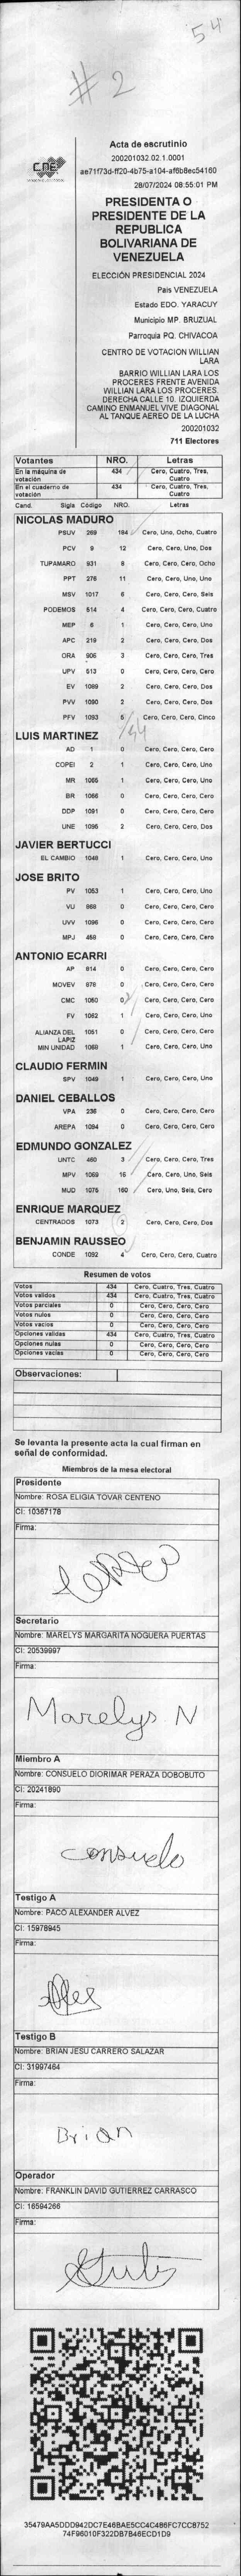 54
# 2
CNE
Acta de escrutinio
200201032.02.1.0001
ae71f73d-ff20-4b75-a104-af6b8ec54160
28/07/2024 08:55:01 PM
PRESIDENTA O
PRESIDENTE DE LA
REPUBLICA
BOLIVARIANA DE
VENEZUELA
ELECCIÓN PRESIDENCIAL 2024
País VENEZUELA
Estado EDO. YARACUY
Municipio MP. BRUZUAL
Parroquia PQ. CHIVACOA
CENTRO DE VOTACION WILLIAN
LARA
BARRIO WILLIAN LARA LOS
PROCERES FRENTE AVENIDA
WILLIAN LARA LOS PROCERES.
DERECHA CALLE 10. IZQUIERDA
CAMINO ENMANUEL VIVE DIAGONAL
AL TANQUE AEREO DE LA LUCHA
200201032
711 Electores
Votantes NRO. Letras
En la máquina de votación 434 Cero, Cuatro, Tres, Cuatro
En el cuaderno de votación 434 Cero, Cuatro, Tres, Cuatro
Cand. Sigla Código NRO. Letras
NICOLAS MADURO
PSUV 269 184 Cero, Uno, Ocho, Cuatro
PCV 9 12 Cero, Cero, Uno, Dos
TUPAMARO 931 8 Cero, Cero, Cero, Ocho
PPT 276 11 Cero, Cero, Uno, Uno
MSV 1017 6 Cero, Cero, Cero, Seis
PODEMOS 514 4 Cero, Cero, Cero, Cuatro
MEP 6 1 Cero, Cero, Cero, Uno
APC 219 2 Cero, Cero, Cero, Dos
ORA 906 3 Cero, Cero, Cero, Tres
UPV 513 0 Cero, Cero, Cero, Cero
EV 1089 2 Cero, Cero, Cero, Dos
PVV 1090 2 Cero, Cero, Cero, Dos
PFV 1093 5 Cero, Cero, Cero, Cinco
LUIS MARTINEZ
AD 1 0 Cero, Cero, Cero, Cero
COPEI 2 1 Cero, Cero, Cero, Uno
MR 1065 1 Cero, Cero, Cero, Uno
BR 1066 0 Cero, Cero, Cero, Cero
DDP 1091 0 Cero, Cero, Cero, Cero
UNE 1095 2 Cero, Cero, Cero, Dos
JAVIER BERTUCCI
EL CAMBIO 1048 1 Cero, Cero, Cero, Uno
JOSE BRITO
PV 1053 1 Cero, Cero, Cero, Uno
VU 868 0 Cero, Cero, Cero, Cero
UVV 1096 0 Cero, Cero, Cero, Cero
MPJ 459 0 Cero, Cero, Cero, Cero
ANTONIO ECARRI
AP 914 0 Cero, Cero, Cero, Cero
MOVEV 978 0 Cero, Cero, Cero, Cero
CMC 1050 0 Cero, Cero, Cero, Cero
FV 1052 1 Cero, Cero, Cero, Uno
ALIANZA DEL LAPIZ 1051 0 Cero, Cero, Cero, Cero
MIN UNIDAD 1068 1 Cero, Cero, Cero, Uno
CLAUDIO FERMIN
SPV 1049 1 Cero, Cero, Cero, Uno
DANIEL CEBALLOS
VPA 236 0 Cero, Cero, Cero, Cero
AREPA 1094 0 Cero, Cero, Cero, Cero
EDMUNDO GONZALEZ
UNTC 460 3 Cero, Cero, Cero, Tres
MPV 1069 16 Cero, Cero, Uno, Seis
MUD 1075 160 Cero, Uno, Seis, Cero
ENRIQUE MARQUEZ
CENTRADOS 1073 2 Cero, Cero, Cero, Dos
BENJAMIN RAUSSEO
CONDE 1092 4 Cero, Cero, Cero, Cuatro
Resumen de votos
Votos 434 Cero, Cuatro, Tres, Cuatro
Votos validos 434 Cero, Cuatro, Tres, Cuatro
Votos parciales 0 Cero, Cero, Cero, Cero
Votos nulos 0 Cero, Cero, Cero, Cero
Votos vacios 0 Cero, Cero, Cero, Cero
Opciones validas 434 Cero, Cuatro, Tres, Cuatro
Opciones nulas 0 Cero, Cero, Cero, Cero
Opciones vacias 0 Cero, Cero, Cero, Cero
Observaciones:
Se levanta la presente acta la cual firman en
señal de conformidad.
Miembros de la mesa electoral
Presidente
Nombre: ROSA ELIGIA TOVAR CENTENO
CI: 10367178
Firma:
Secretario
Nombre: MARELYS MARGARITA NOGUERA PUERTAS
CI: 20539997
Firma:
Marelys N
Miembro A
Nombre: CONSUELO DIORIMAR PERAZA DOBOBUTO
CI: 20241890
Firma:
Consuelo
Testigo A
Nombre: PACO ALEXANDER ALVEZ
CI: 15978945
Firma:
Testigo B
Nombre: BRIAN JESU CARRERO SALAZAR
CI: 31997464
Firma:
Brian
Operador
Nombre: FRANKLIN DAVID GUTIERREZ CARRASCO
CI: 16594266
Firma:
35479AA5DDD942DC7E46BAE5CC4C486FC7CC8752
74F96010F322DB7B46ECD1D9